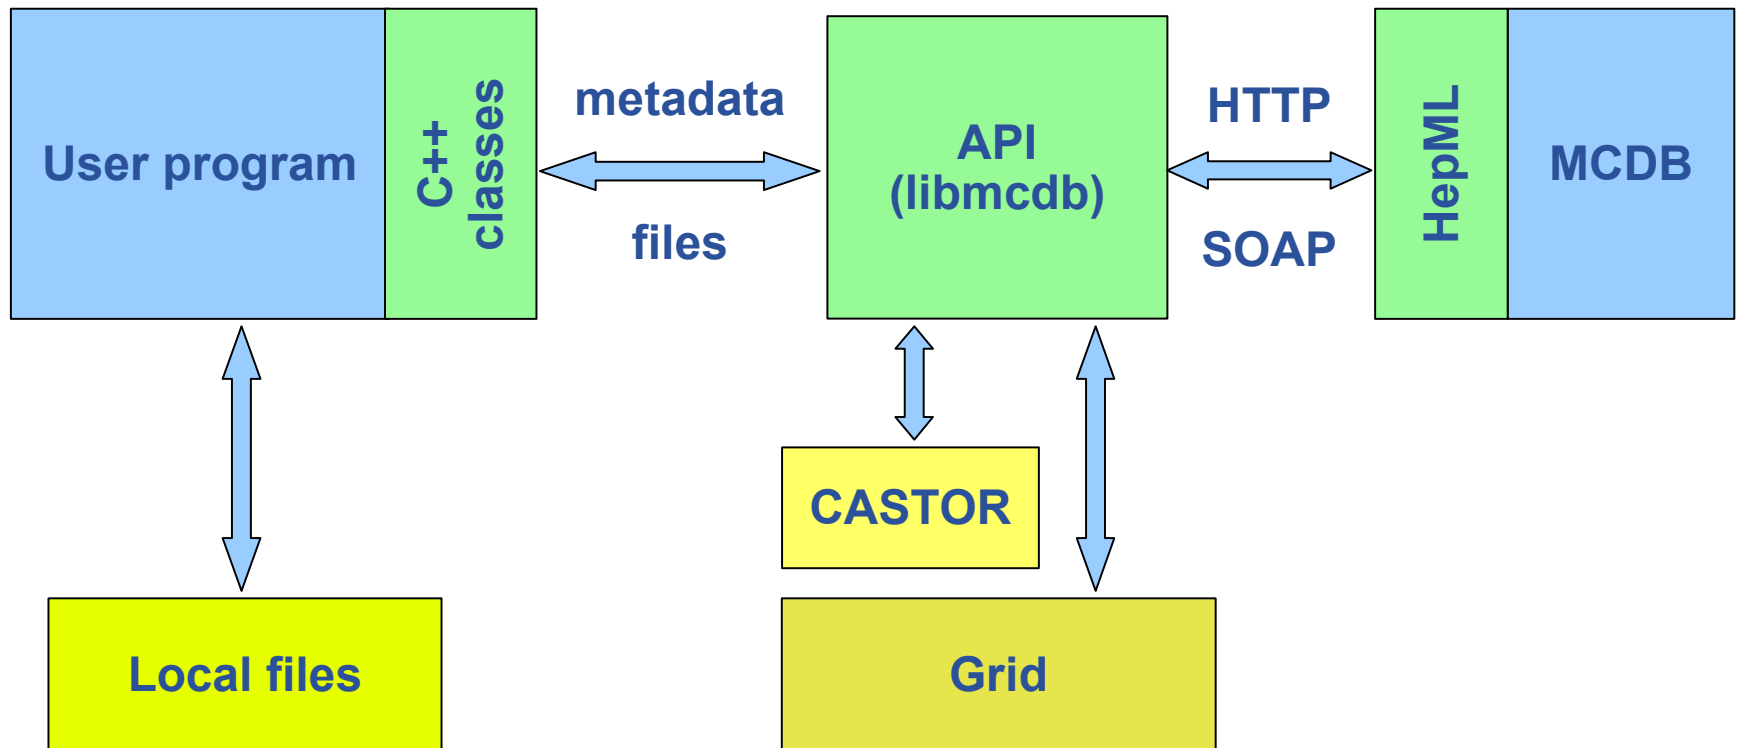 User program
C++
classes
metadata
files
API
(libmcdb)
HTTP
SOAP
HepML
MCDB
CASTOR
Local files
Grid